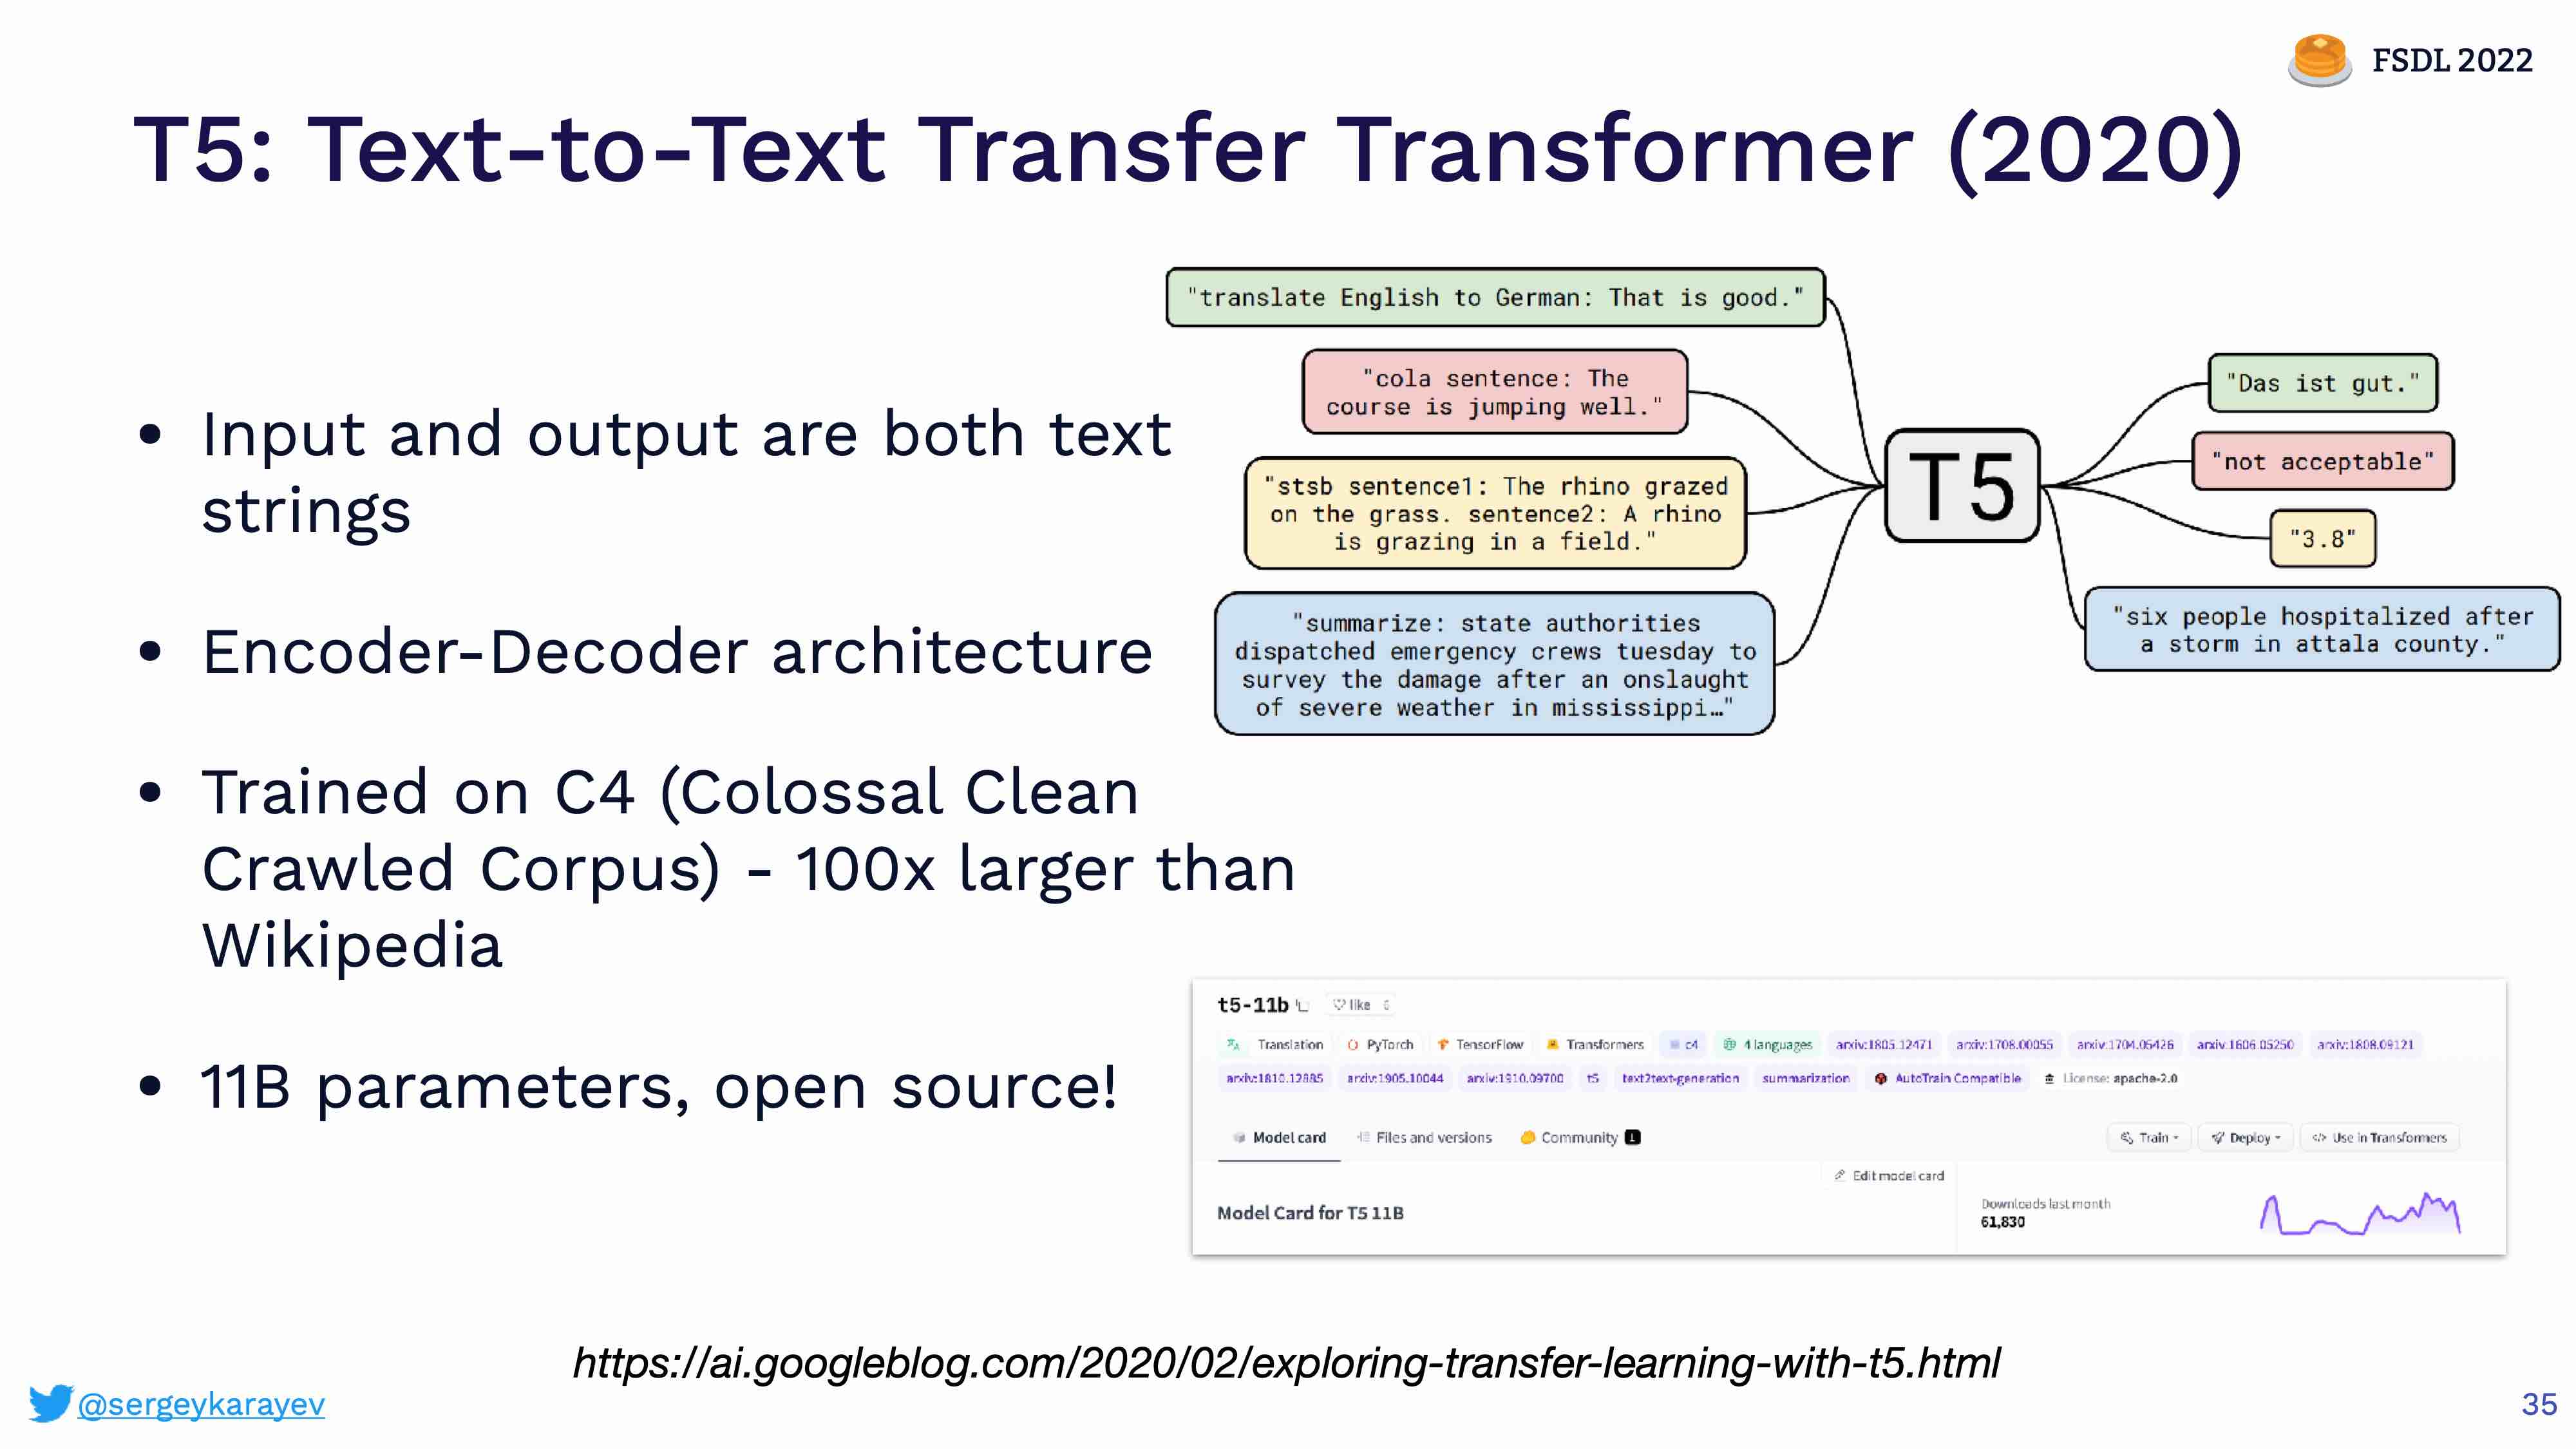 FSDL 2022
T5: Text-to-Text Transfer Transformer (2020)
• Input and output are both text
strings
• Encoder-Decoder architecture
• Trained on C4 (Colossal Clean
Crawled Corpus) - 100x larger than
Wikipedia
• 11B parameters, open source!
"translate English to German: That is good."
"cola sentence: The
course is jumping well."
"stsb sentence1: The rhino grazed
on the grass. sentence2: A rhino
is grazing in a field."
"summarize: state authorities
dispatched emergency crews tuesday to
survey the damage after an onslaught
of severe weather in mississippi…"
T5
"Das ist gut."
"not acceptable"
"3.8"
"six people hospitalized after
a storm in attala county."
t5-11b like 6
Translation PyTorch TensorFlow Transformers c4 4 languages arxiv:1805.12471 arxiv:1708.00055 arxiv:1704.05426 arxiv:1606.05250 arxiv:1808.09121
arxiv:1810.12885 arxiv:1905.10044 arxiv:1910.09700 t5 text2text-generation summarization AutoTrain Compatible License: apache-2.0
Model card Files and versions Community 1 Train Deploy </> Use in Transformers
Edit model card
Model Card for T5 11B
Downloads last month
61,830
https://ai.googleblog.com/2020/02/exploring-transfer-learning-with-t5.html
@sergeykarayev
35